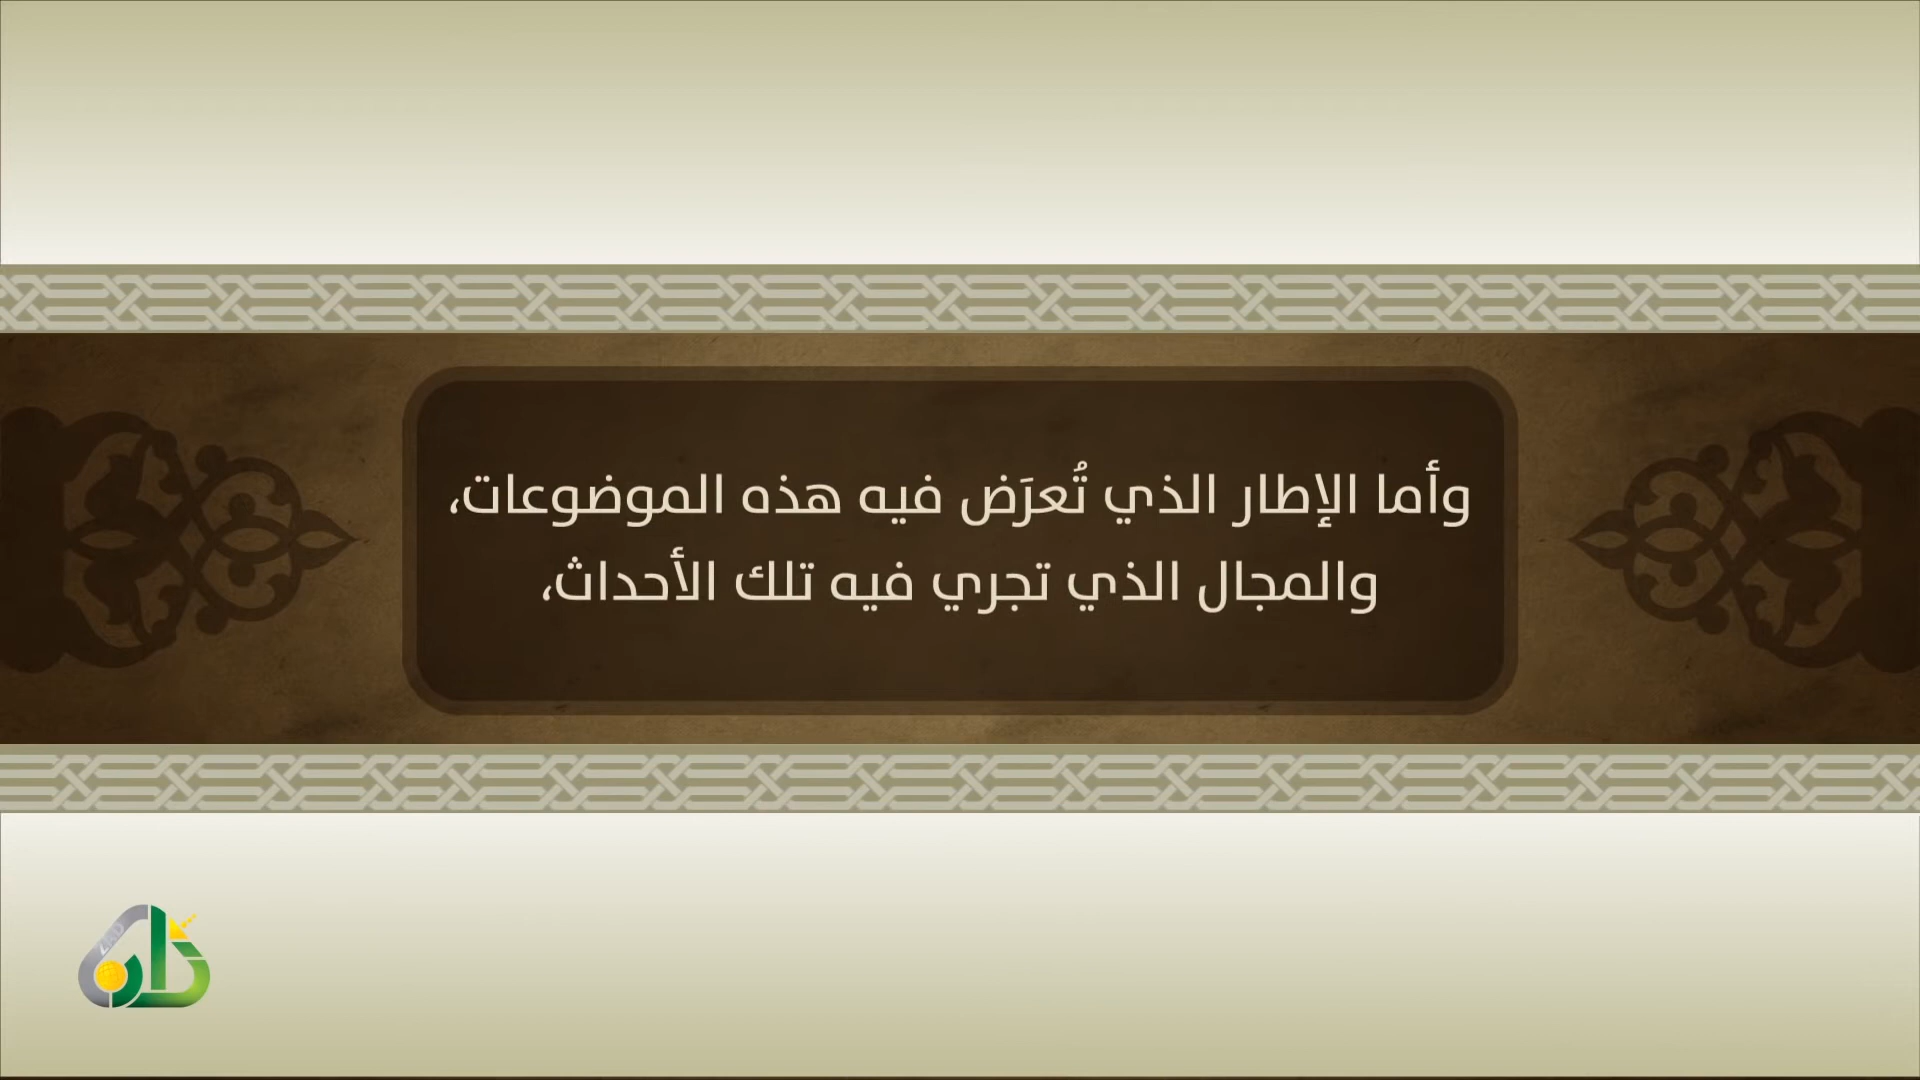 وأما الإطار الذي تُعرَض فيه هذه الموضوعات،
والمجال الذي تجري فيه تلك الأحداث،